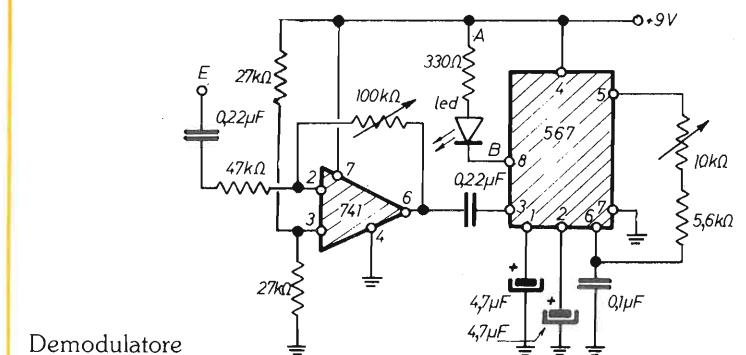 +9V
A
330Ω
27kΩ
E
100kΩ
led
4
5
0,22µF
567
10kΩ
B
8
47kΩ
2
7
0,22µF
6
741
3
3
4
1
2
6
7
5,6kΩ
27kΩ
4,7µF
0,1µF
4,7µF
Demodulatore